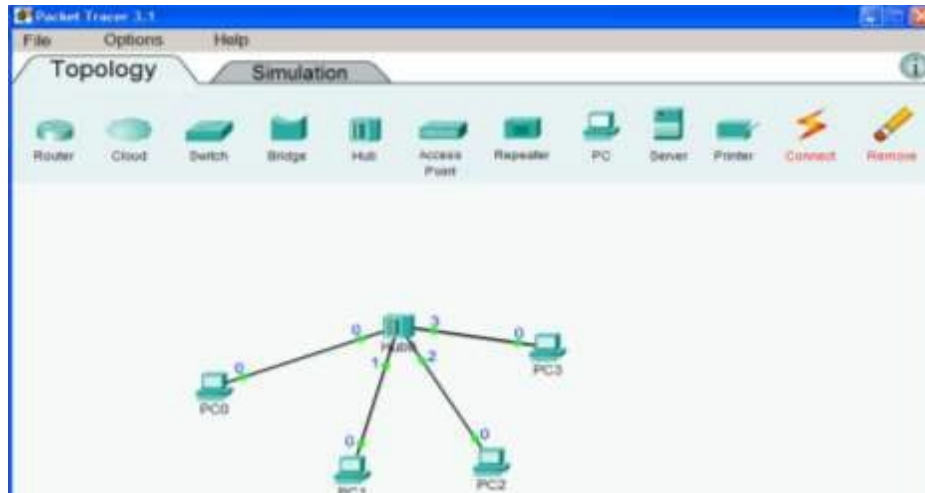 Packet Tracer 3.1
File Options Help
Topology Simulation
Router Cloud Switch Bridge Hub Access Point Repeater PC Server Printer Connect Remove
0 3 0
0 1 2 PC3
PC0
0 0
PC1 PC2